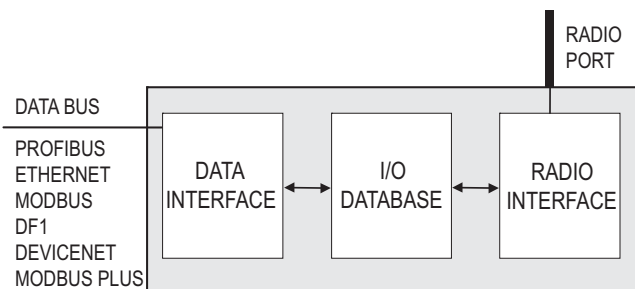 RADIO
PORT
DATA BUS
PROFIBUS
ETHERNET
MODBUS
DF1
DEVICENET
MODBUS PLUS
DATA
INTERFACE
I/O
DATABASE
RADIO
INTERFACE